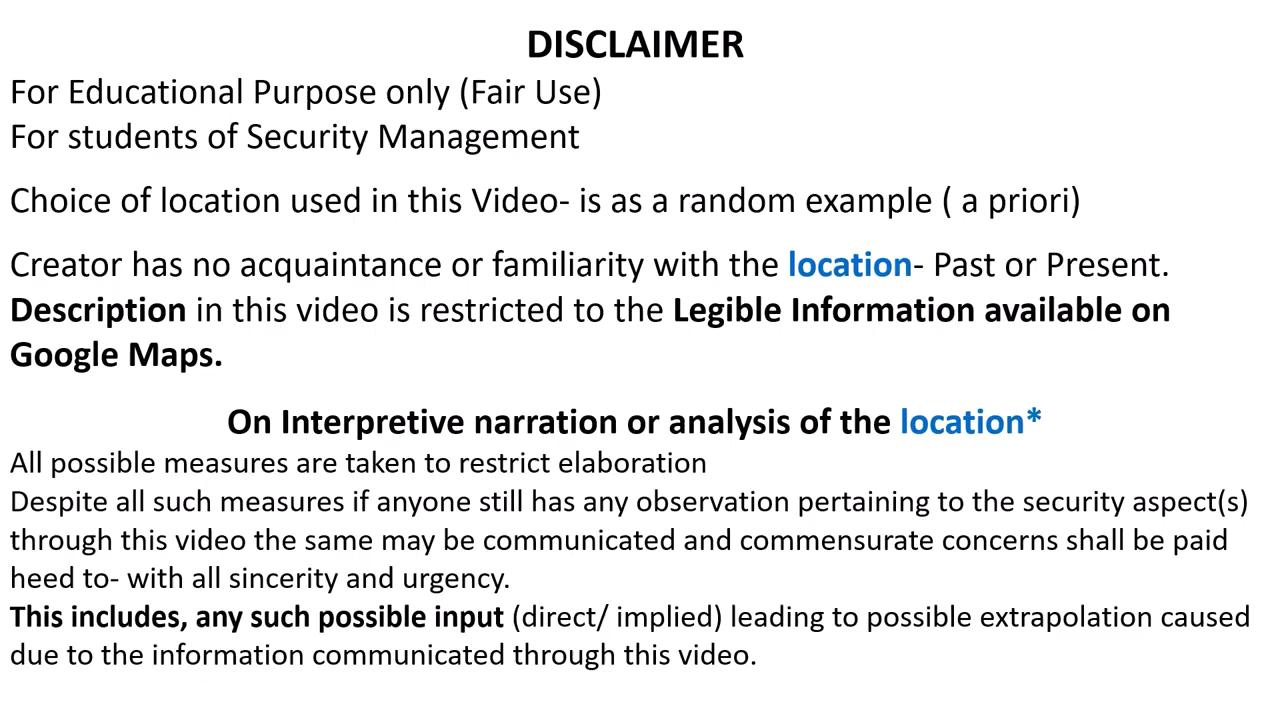 DISCLAIMER
For Educational Purpose only (Fair Use)
For students of Security Management
Choice of location used in this Video- is as a random example ( a priori)
Creator has no acquaintance or familiarity with the location- Past or Present.
Description in this video is restricted to the Legible Information available on
Google Maps.
On Interpretive narration or analysis of the location*
All possible measures are taken to restrict elaboration
Despite all such measures if anyone still has any observation pertaining to the security aspect(s)
through this video the same may be communicated and commensurate concerns shall be paid
heed to- with all sincerity and urgency.
This includes, any such possible input (direct/ implied) leading to possible extrapolation caused
due to the information communicated through this video.